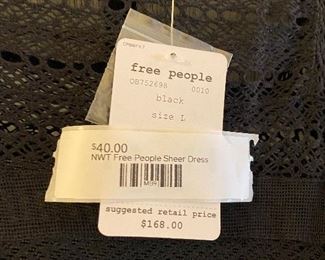 free people
OB752698 0010
black
size L
$40.00
NWT Free People Sheer Dress
suggested retail price
$168.00